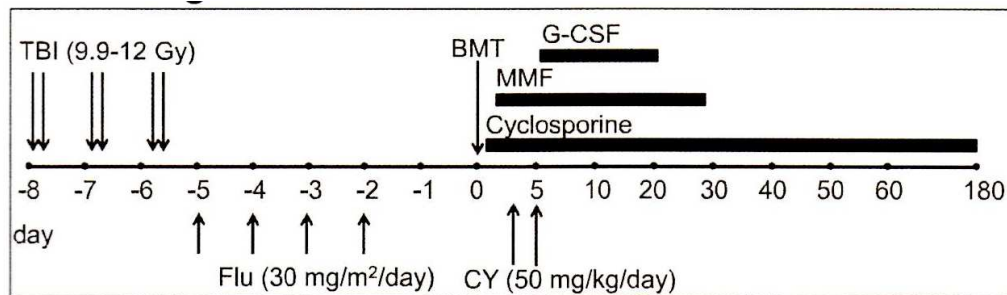 G-CSF
TBI (9.9-12 Gy)
BMT
MMF
Cyclosporine
-8 -7 -6 -5 -4 -3 -2 -1 0 5 10 20 30 40 50 60 180
day
Flu (30 mg/m²/day) CY (50 mg/kg/day)